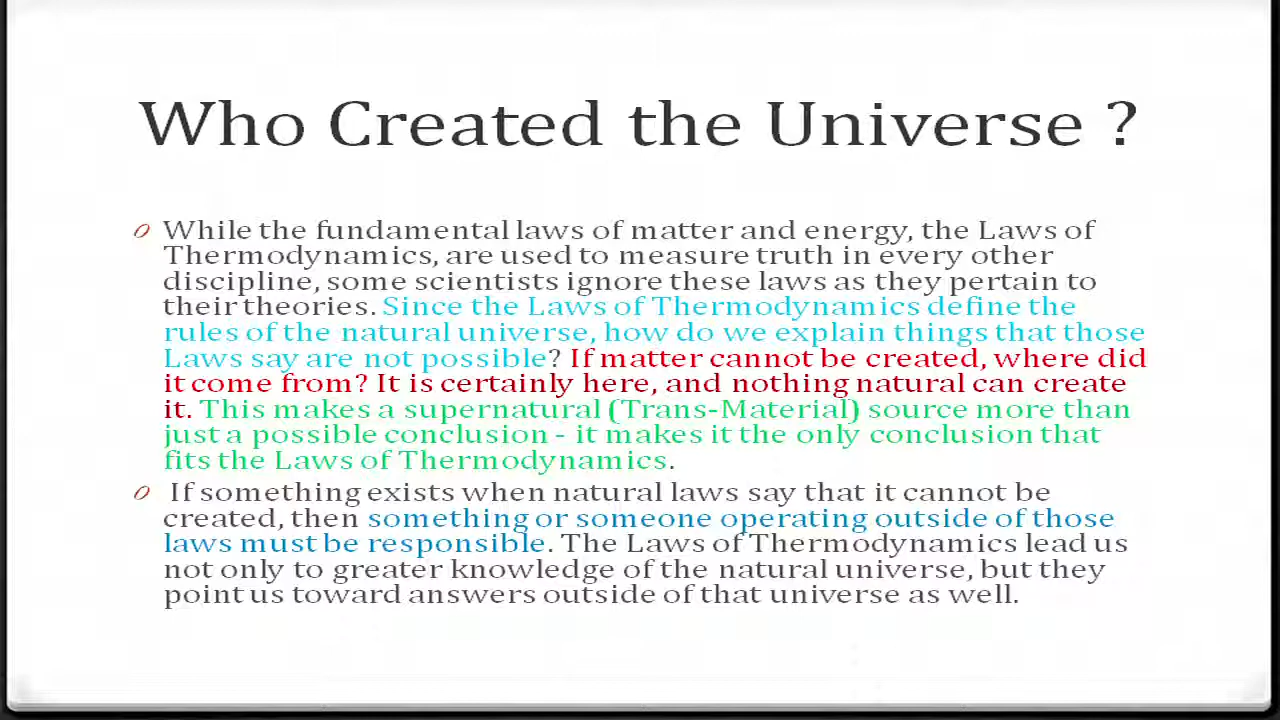 Who Created the Universe ?
While the fundamental laws of matter and energy, the Laws of
Thermodynamics, are used to measure truth in every other
discipline, some scientists ignore these laws as they pertain to
their theories. Since the Laws of Thermodynamics define the
rules of the natural universe, how do we explain things that those
Laws say are not possible? If matter cannot be created, where did
it come from? It is certainly here, and nothing natural can create
it. This makes a supernatural (Trans-Material) source more than
just a possible conclusion - it makes it the only conclusion that
fits the Laws of Thermodynamics.
If something exists when natural laws say that it cannot be
created, then something or someone operating outside of those
laws must be responsible. The Laws of Thermodynamics lead us
not only to greater knowledge of the natural universe, but they
point us toward answers outside of that universe as well.